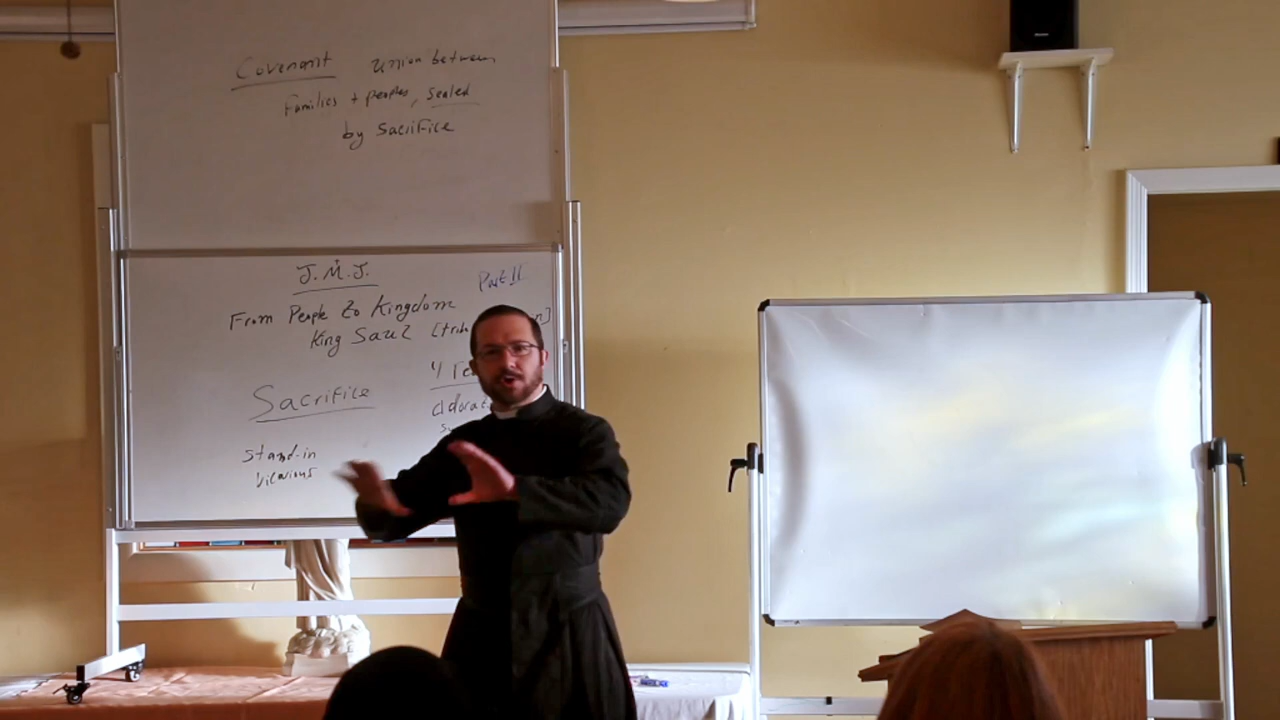 Covenant union between
Families + peoples, sealed
by sacrifice
J.M.J.
Part II
From People to Kingdom
King Saul
Sacrifice
stand-in
vicarious